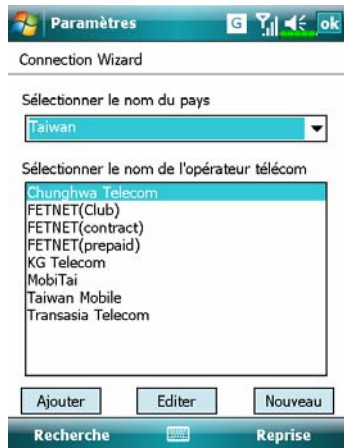 Paramètres G ok
Connection Wizard
Sélectionner le nom du pays
Taiwan
Sélectionner le nom de l'opérateur télécom
Chunghwa Telecom
FETNET(Club)
FETNET(contract)
FETNET(prepaid)
KG Telecom
MobiTai
Taiwan Mobile
Transasia Telecom
Ajouter Editer Nouveau
Recherche Reprise